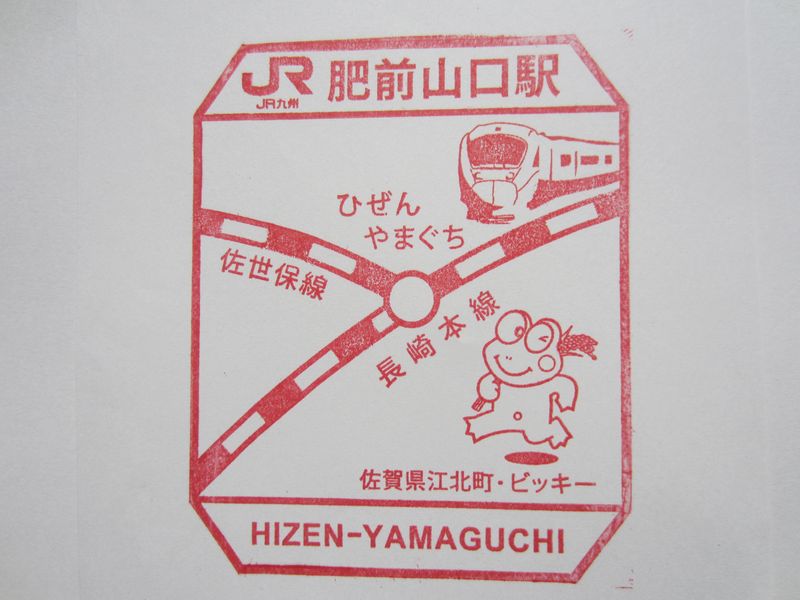 JR 肥前山口駅
JR九州
ひぜん
やまぐち
佐世保線
長崎本線
佐賀県江北町・ビッキー
HIZEN-YAMAGUCHI